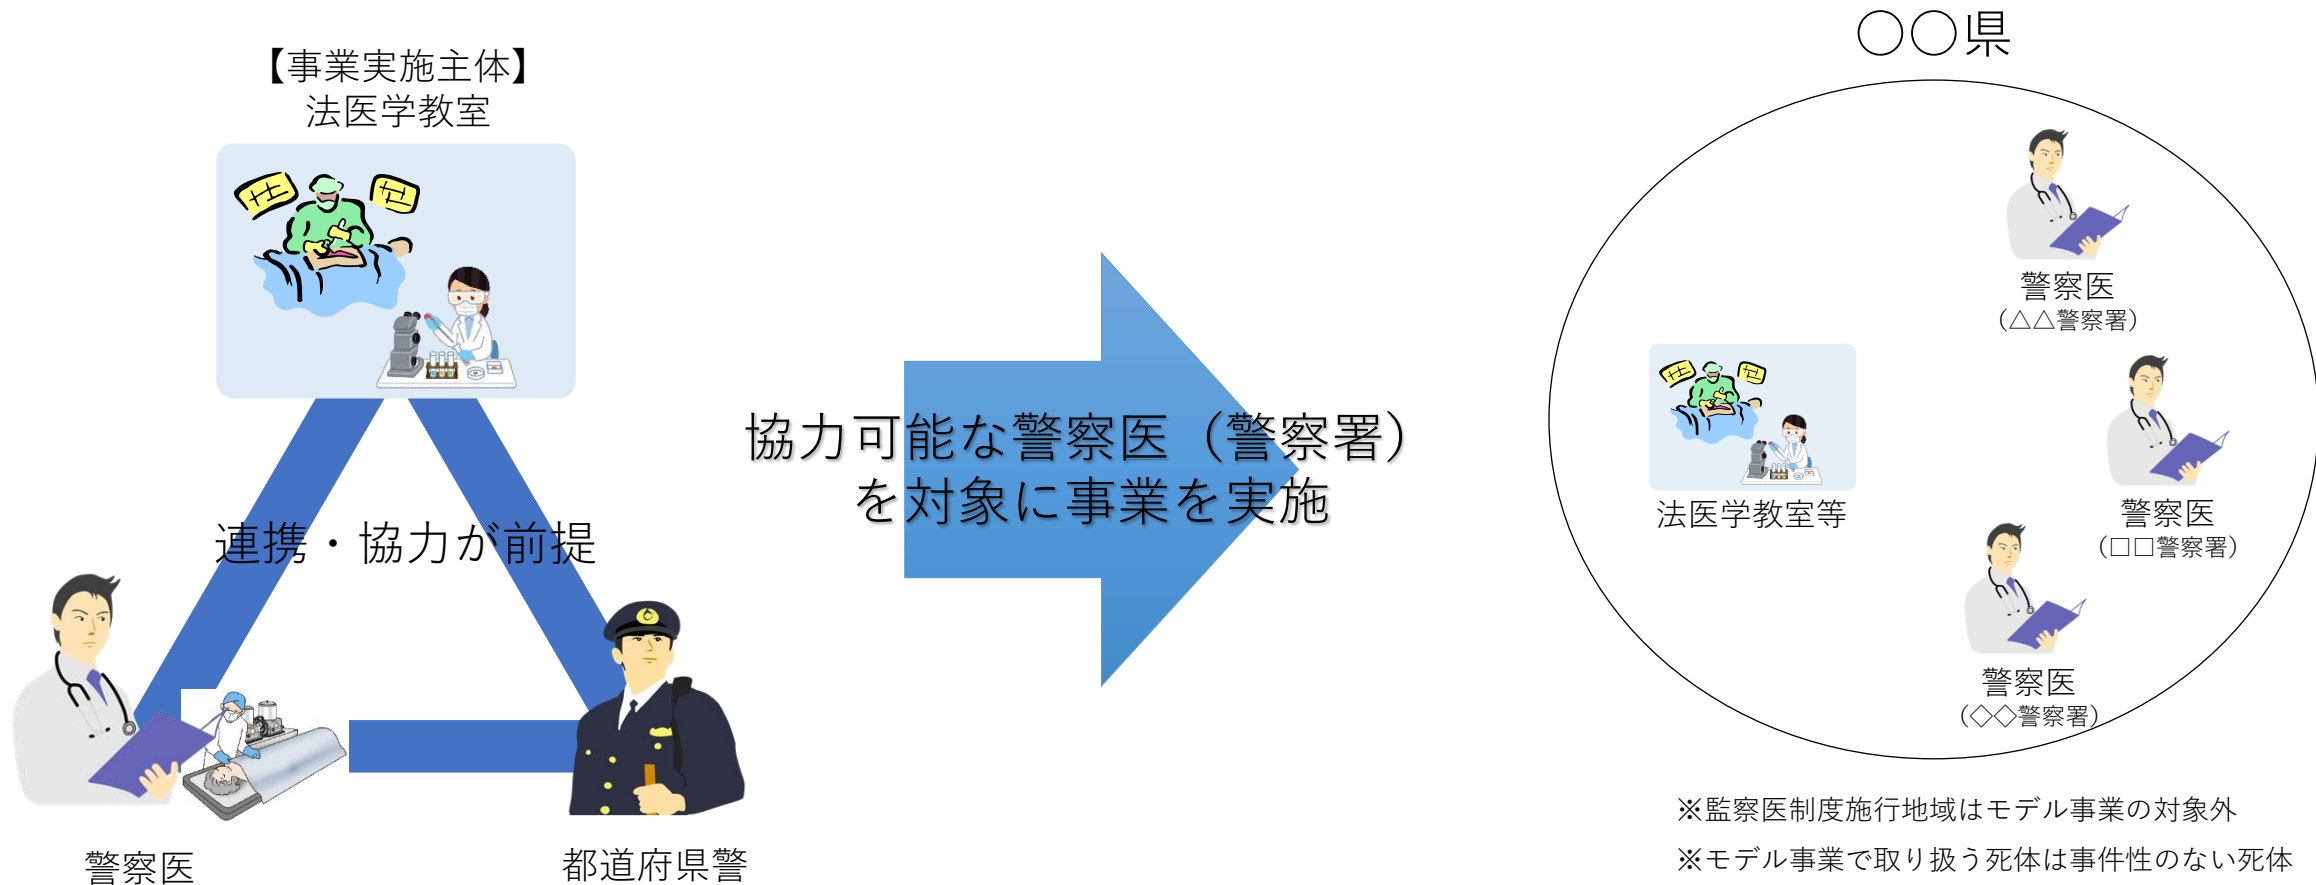 【事業実施主体】
法医学教室
連携・協力が前提
警察医
都道府県警
協力可能な警察医（警察署）
を対象に事業を実施
〇〇県
警察医
（△△警察署）
警察医
（□□警察署）
法医学教室等
警察医
（◇◇警察署）
※監察医制度施行地域はモデル事業の対象外
※モデル事業で取り扱う死体は事件性のない死体